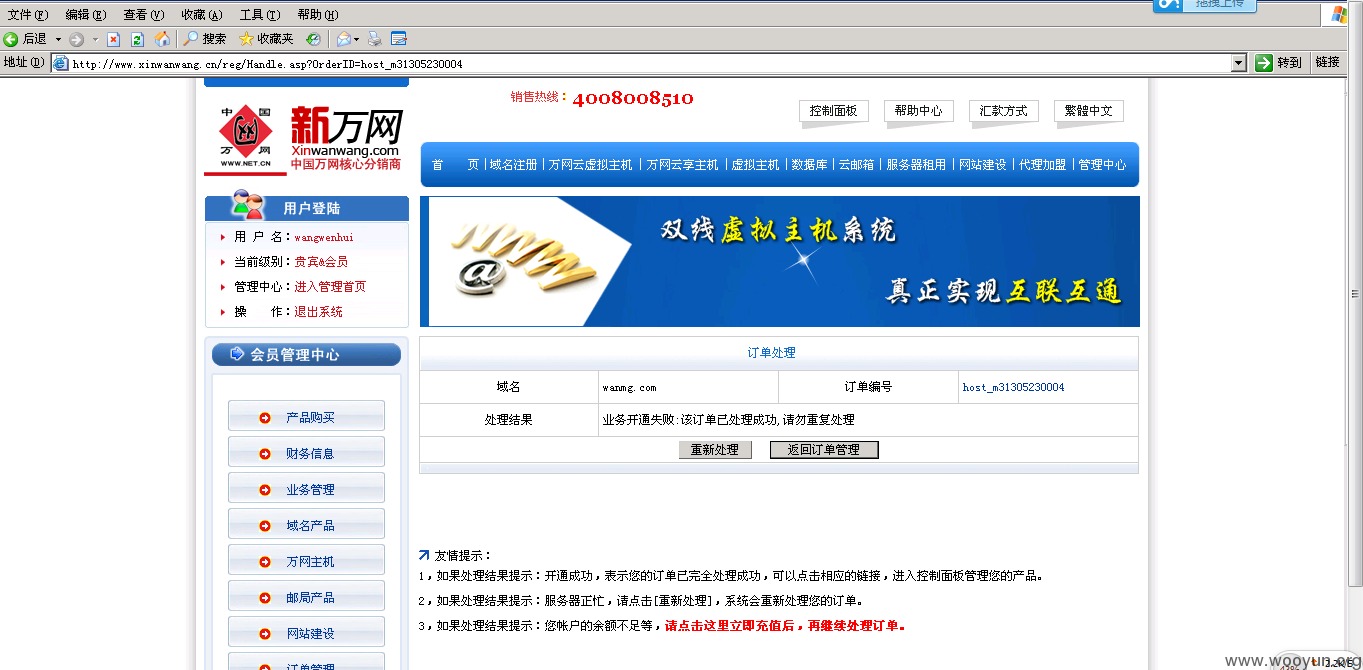 拖拽上传
文件(F) 编辑(E) 查看(V) 收藏(A) 工具(T) 帮助(H)
后退 搜索 收藏夹
地址(D) http://www.xinwanwang.cn/reg/Handle.asp?OrderID=host_m31305230004 转到 链接
中国万网
WWW.NET.CN
新万网
Xinwanwang.com
中国万网核心分销商
销售热线：4008008510
控制面板 帮助中心 汇款方式 繁體中文
首 页 | 域名注册 | 万网云虚拟主机 | 万网云享主机 | 虚拟主机 | 数据库 | 云邮箱 | 服务器租用 | 网站建设 | 代理加盟 | 管理中心
用户登陆
用 户 名：wangwenhui
当前级别：贵宾&会员
管理中心：进入管理首页
操 作：退出系统
双线虚拟主机系统
真正实现互联互通
@
会员管理中心
产品购买
财务信息
业务管理
域名产品
万网主机
邮局产品
网站建设
订单管理
订单处理
域名 wanmg.com 订单编号 host_m31305230004
处理结果 业务开通失败:该订单已处理成功,请勿重复处理
重新处理 返回订单管理
友情提示：
1，如果处理结果提示：开通成功，表示您的订单已完全处理成功，可以点击相应的链接，进入控制面板管理您的产品。
2，如果处理结果提示：服务器正忙，请点击[重新处理]，系统会重新处理您的订单。
3，如果处理结果提示：您帐户的余额不足等，请点击这里立即充值后，再继续处理订单。
www.wooyun.org